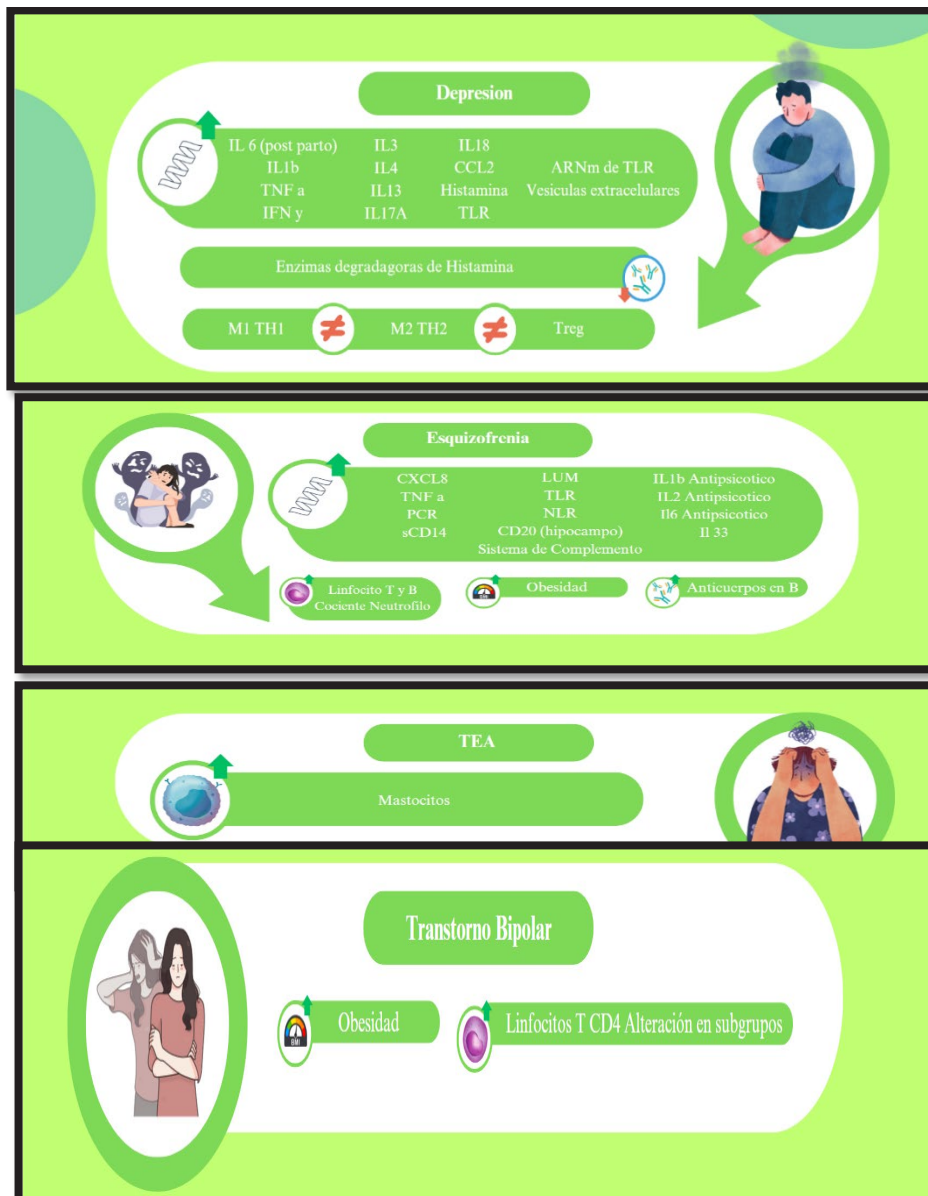 Depresion
IL 6 (post parto)
IL1b
TNF a
IFN y
IL3
IL4
IL13
IL17A
IL18
CCL2
Histamina
TLR
ARNm de TLR
Vesiculas extracelulares
Enzimas degradagoras de Histamina
M1 TH1
≠
M2 TH2
≠
Treg
Esquizofrenia
CXCL8
TNF a
PCR
sCD14
LUM
TLR
NLR
CD20 (hipocampo)
Sistema de Complemento
IL1b Antipsicotico
IL2 Antipsicotico
Il6 Antipsicotico
Il 33
Linfocito T y B
Cociente Neutrofilo
Obesidad
Anticuerpos en B
TEA
Mastocitos
Transtorno Bipolar
BMI
Obesidad
Linfocitos T CD4 Alteración en subgrupos